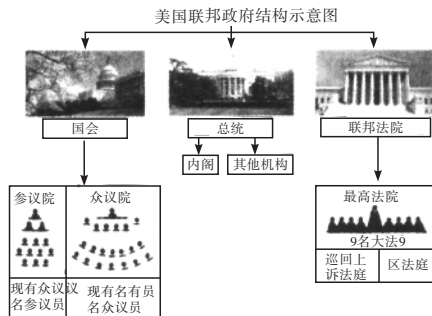 美国联邦政府结构示意图
国会
总统
联邦法院
内阁
其他机构
参议院
众议院
最高法院
9名大法9
现有众议议
名参议员
现有名有员
名众议员
巡回上
诉法庭
区法庭